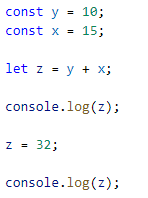 const y = 10;
const x = 15;
let z = y + x;
console.log(z);
z = 32;
console.log(z);